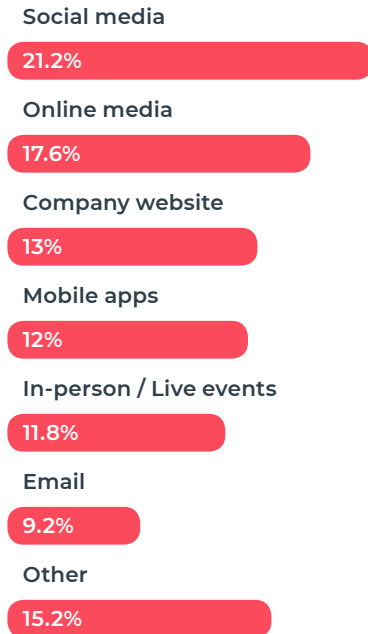 Social media
21.2%
Online media
17.6%
Company website
13%
Mobile apps
12%
In-person / Live events
11.8%
Email
9.2%
Other
15.2%